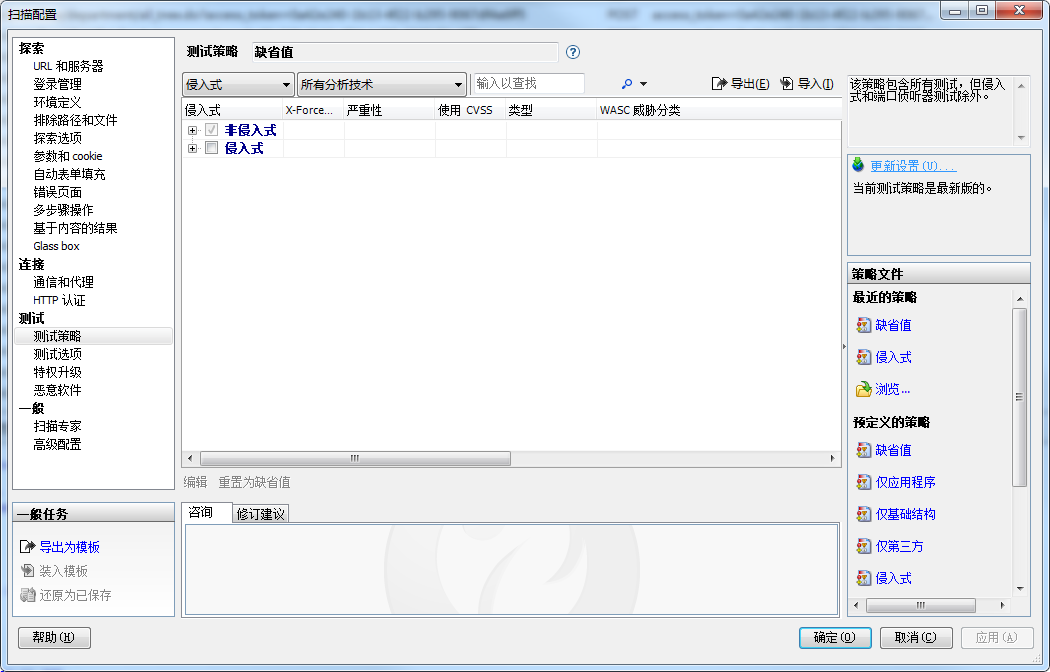 扫描配置
探索
URL 和服务器
登录管理
环境定义
排除路径和文件
探索选项
参数和 cookie
自动表单填充
错误页面
多步骤操作
基于内容的结果
Glass box
连接
通信和代理
HTTP 认证
测试
测试策略
测试选项
特权升级
恶意软件
一般
扫描专家
高级配置
一般任务
导出为模板
装入模板
还原为已保存
测试策略 缺省值
侵入式 所有分析技术 输入以查找 导出(E) 导入(I)
侵入式 X-Force... 严重性 使用 CVSS 类型 WASC 威胁分类
非侵入式
侵入式
编辑 重置为缺省值
咨询 修订建议
该策略包含所有测试，但侵入
式和端口侦听器测试除外。
更新设置(U)...
当前测试策略是最新版的。
策略文件
最近的策略
缺省值
侵入式
浏览...
预定义的策略
缺省值
仅应用程序
仅基础结构
仅第三方
侵入式
帮助(H) 确定(O) 取消(C) 应用(A)